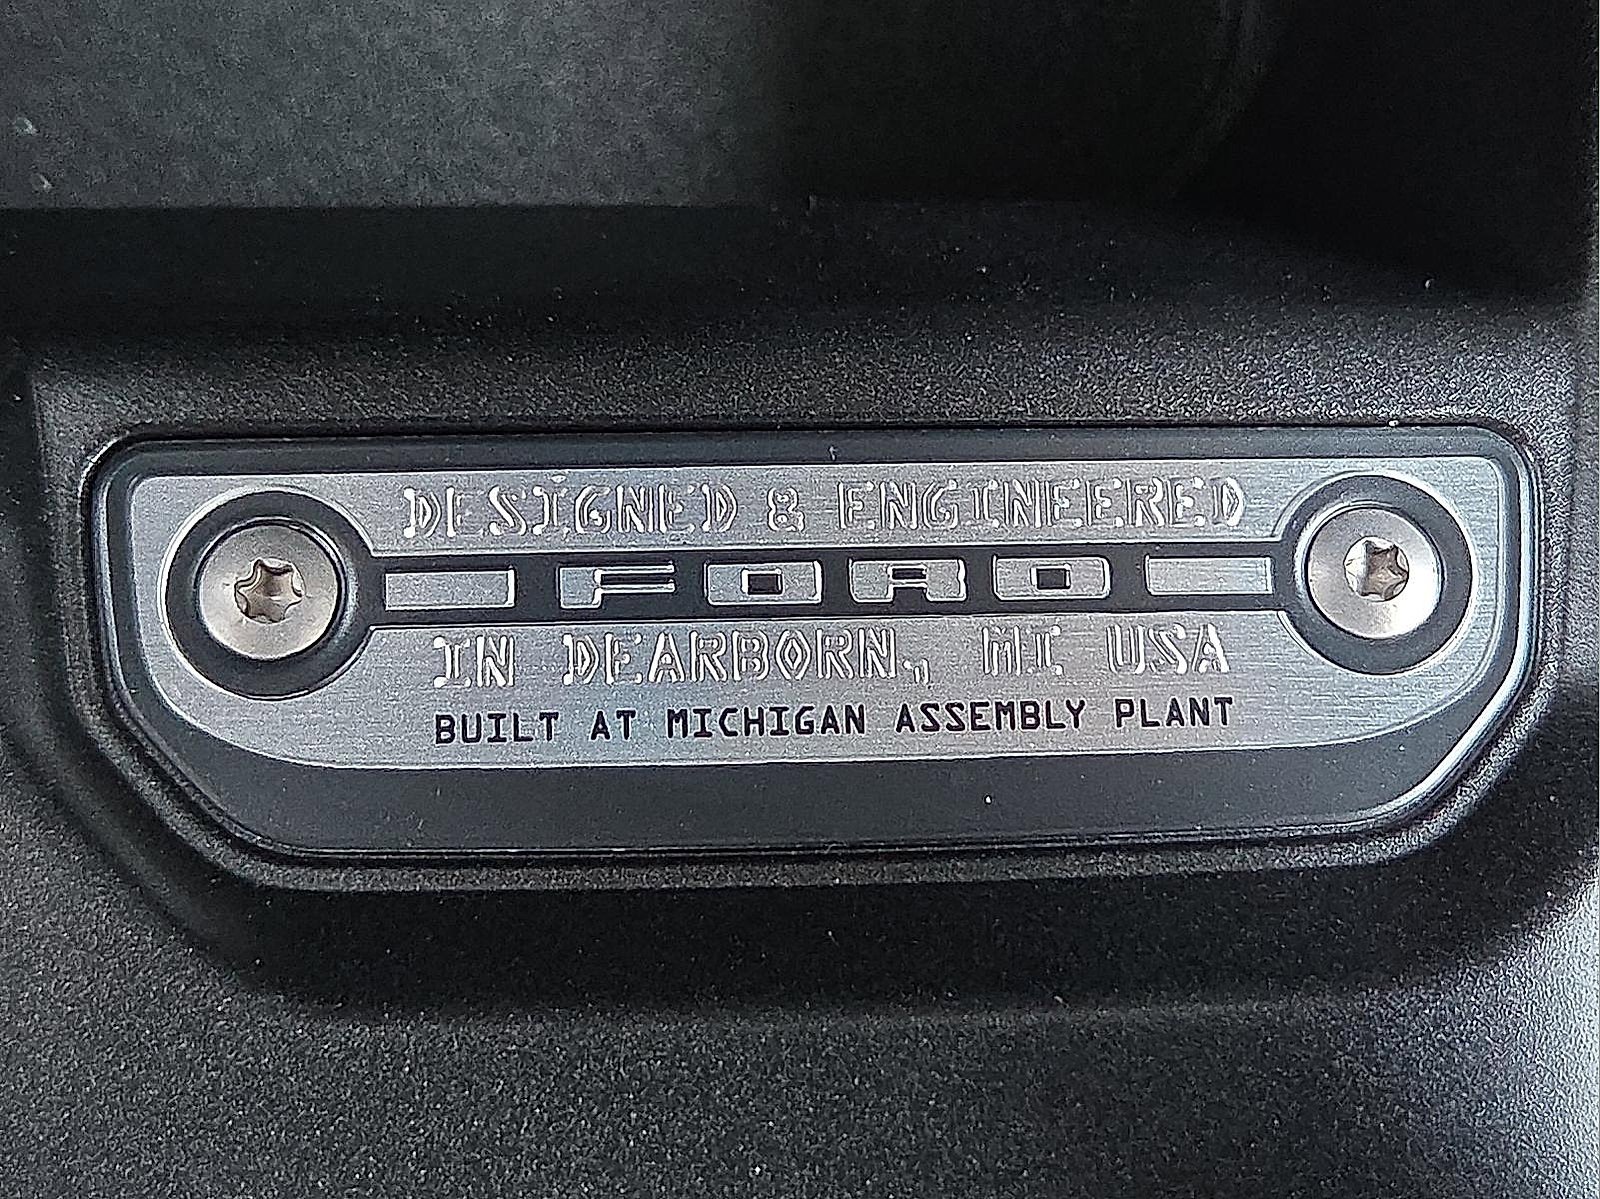 DESIGNED & ENGINEERED
FORD
IN DEARBORN, MI USA
BUILT AT MICHIGAN ASSEMBLY PLANT